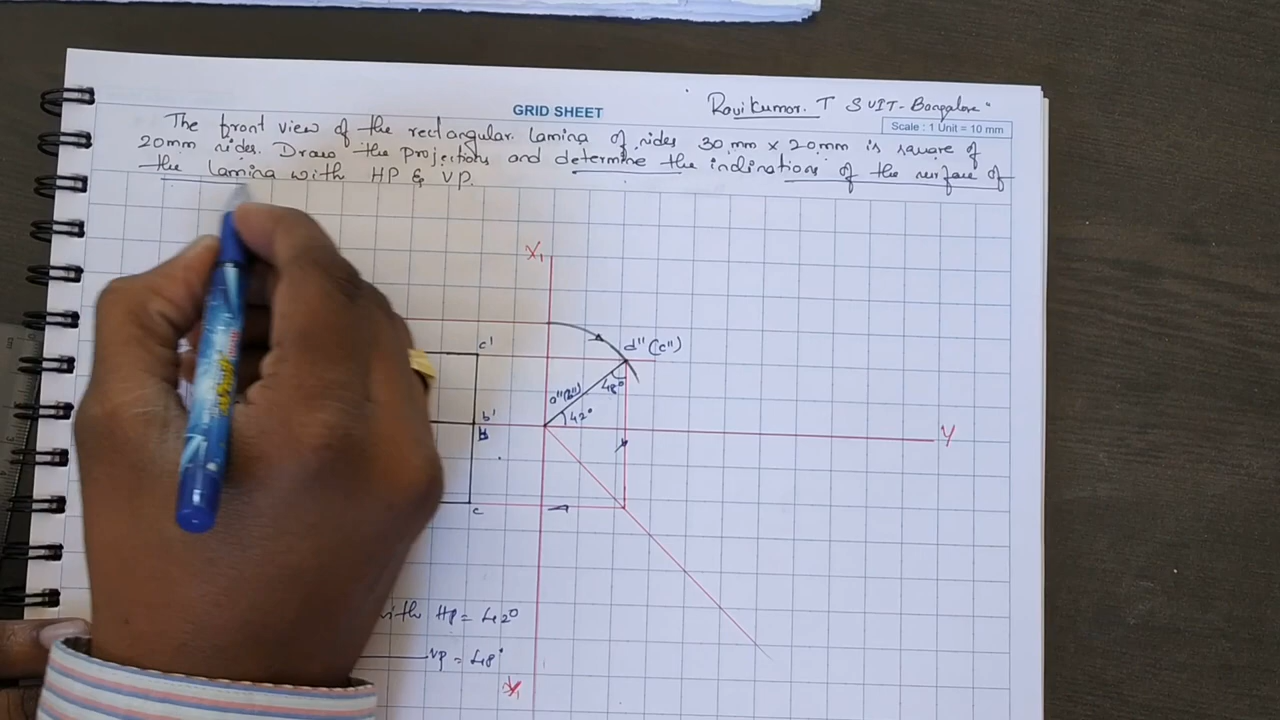 GRID SHEET
"Ravikumar. T SVIT-Bangalore"
Scale : 1 Unit = 10 mm
The front view of the rectangular lamina of sides 30 mm x 20mm is square of
20mm sides. Draw the projections and determine the inclinations of the surface of
the lamina with HP & VP.
X₁
c' d" (c")
a"(b") 48°
b' 42° Y
c
with HP = 42°
VP = 48°
Y₁